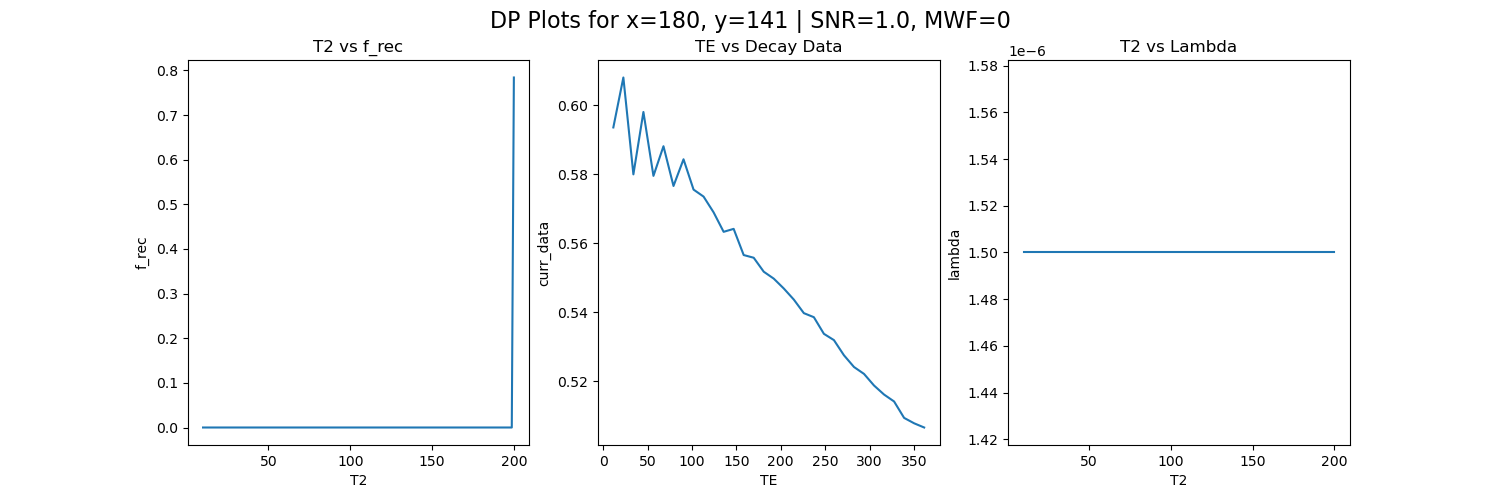 DP Plots for x=180, y=141 | SNR=1.0, MWF=0
T2 vs f_rec
0.8
0.7
0.6
0.5
0.4
0.3
0.2
0.1
0.0
f_rec
50 100 150 200
T2
TE vs Decay Data
0.60
0.58
0.56
0.54
0.52
curr_data
0 50 100 150 200 250 300 350
TE
T2 vs Lambda
1e−6
1.58
1.56
1.54
1.52
1.50
1.48
1.46
1.44
1.42
lambda
50 100 150 200
T2